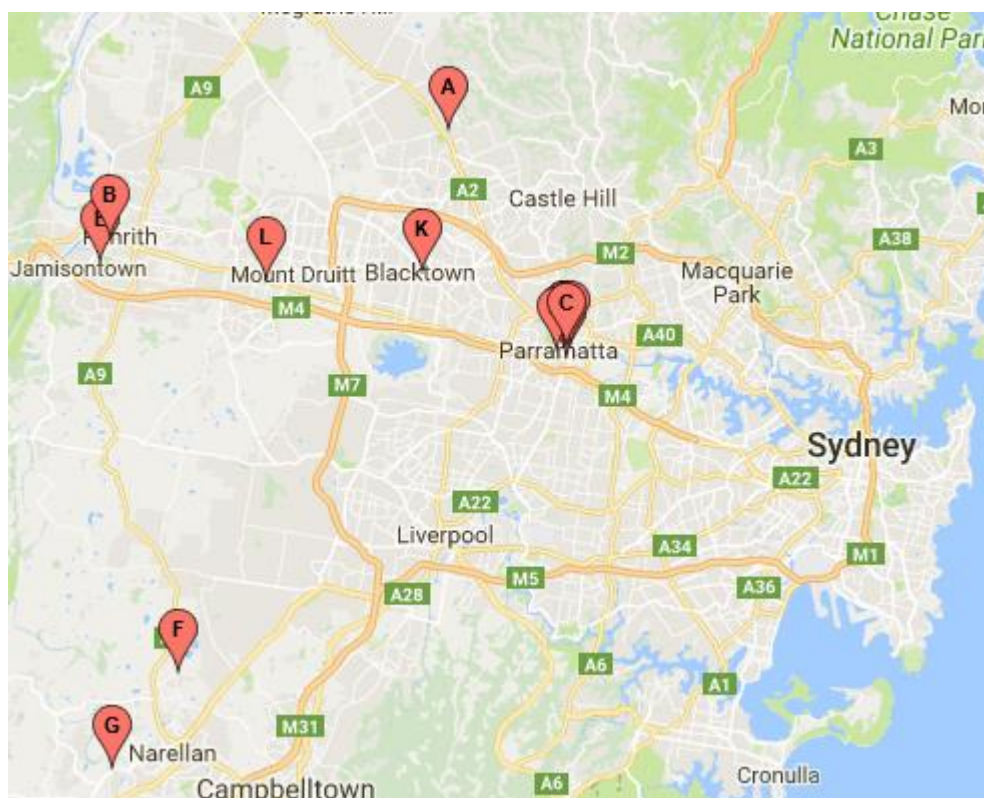 Chase
National Par
A9
A
Mor
A3
A2
Castle Hill
B
E
Penrith
L
K
A38
M2
Jamisontown
Mount Druitt
Blacktown
Macquarie
Park
M4
C
A40
Parramatta
A9
M7
M4
Sydney
A22
A22
Liverpool
A34
M1
M5
A36
A28
F
A6
A1
G
M31
Narellan
Cronulla
A6
Campbelltown